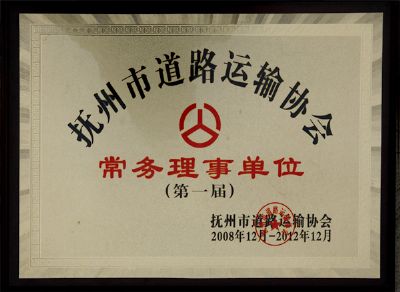 抚州市道路运输协会
常务理事单位
(第一届)
抚州市道路运输协会
2008年12月-2012年12月